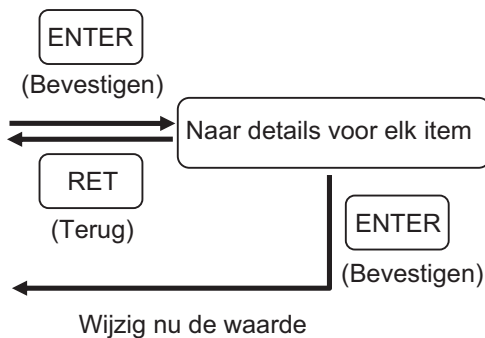 ENTER
(Bevestigen)
Naar details voor elk item
RET
(Terug)
ENTER
(Bevestigen)
Wijzig nu de waarde